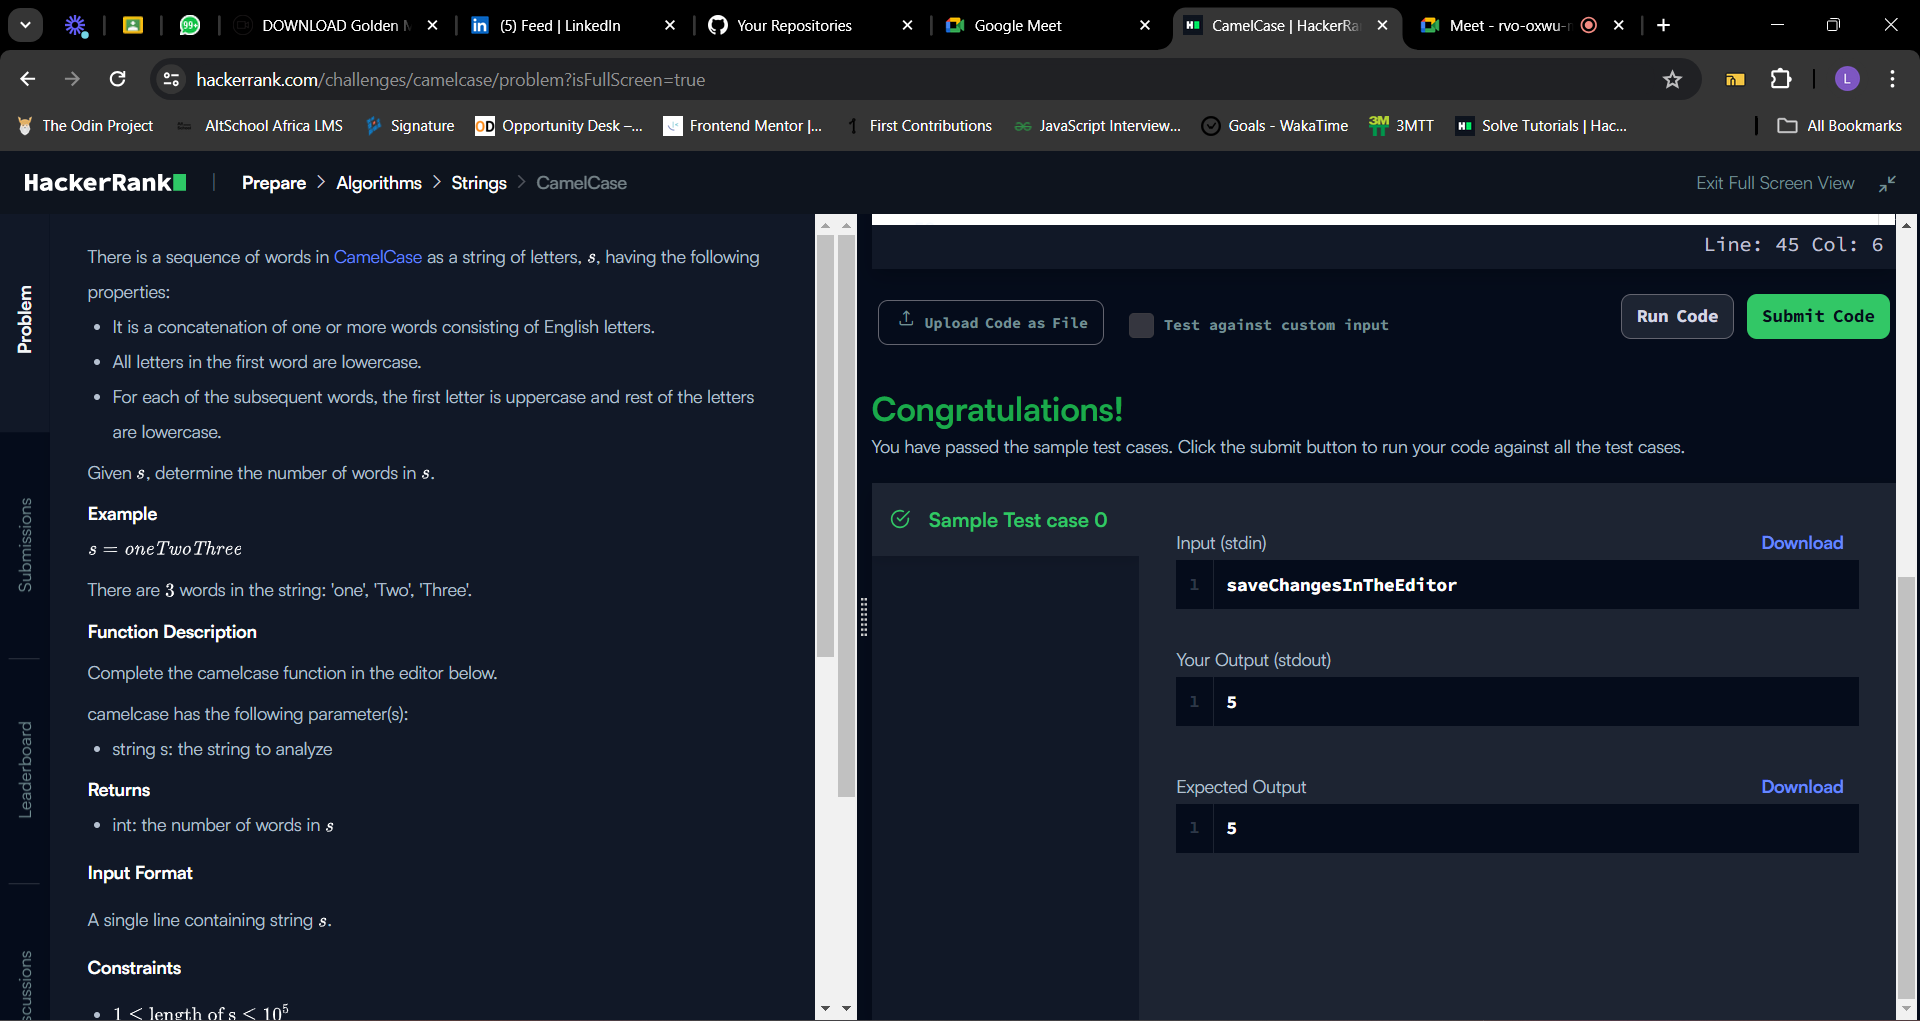 99+
DOWNLOAD Golden
(5) Feed | LinkedIn
Your Repositories
Google Meet
CamelCase | HackerRa
Meet - rvo-oxwu-
hackerrank.com/challenges/camelcase/problem?isFullScreen=true
L
The Odin Project
AltSchool Africa LMS
Signature
OD
Opportunity Desk –...
Frontend Mentor |...
First Contributions
JavaScript Interview...
Goals - WakaTime
3MTT
Solve Tutorials | Hac...
All Bookmarks
HackerRank
Prepare > Algorithms > Strings > CamelCase
Exit Full Screen View
Problem
Submissions
Leaderboard
scussions
There is a sequence of words in CamelCase as a string of letters, s, having the following
properties:
• It is a concatenation of one or more words consisting of English letters.
• All letters in the first word are lowercase.
• For each of the subsequent words, the first letter is uppercase and rest of the letters
are lowercase.
Given s, determine the number of words in s.
Example
s = oneTwoThree
There are 3 words in the string: 'one', 'Two', 'Three'.
Function Description
Complete the camelcase function in the editor below.
camelcase has the following parameter(s):
• string s: the string to analyze
Returns
• int: the number of words in s
Input Format
A single line containing string s.
Constraints
• 1 ≤ length of s ≤ 10⁵
Line: 45 Col: 6
Upload Code as File
Test against custom input
Run Code
Submit Code
Congratulations!
You have passed the sample test cases. Click the submit button to run your code against all the test cases.
Sample Test case 0
Input (stdin)
Download
1 saveChangesInTheEditor
Your Output (stdout)
1 5
Expected Output
Download
1 5